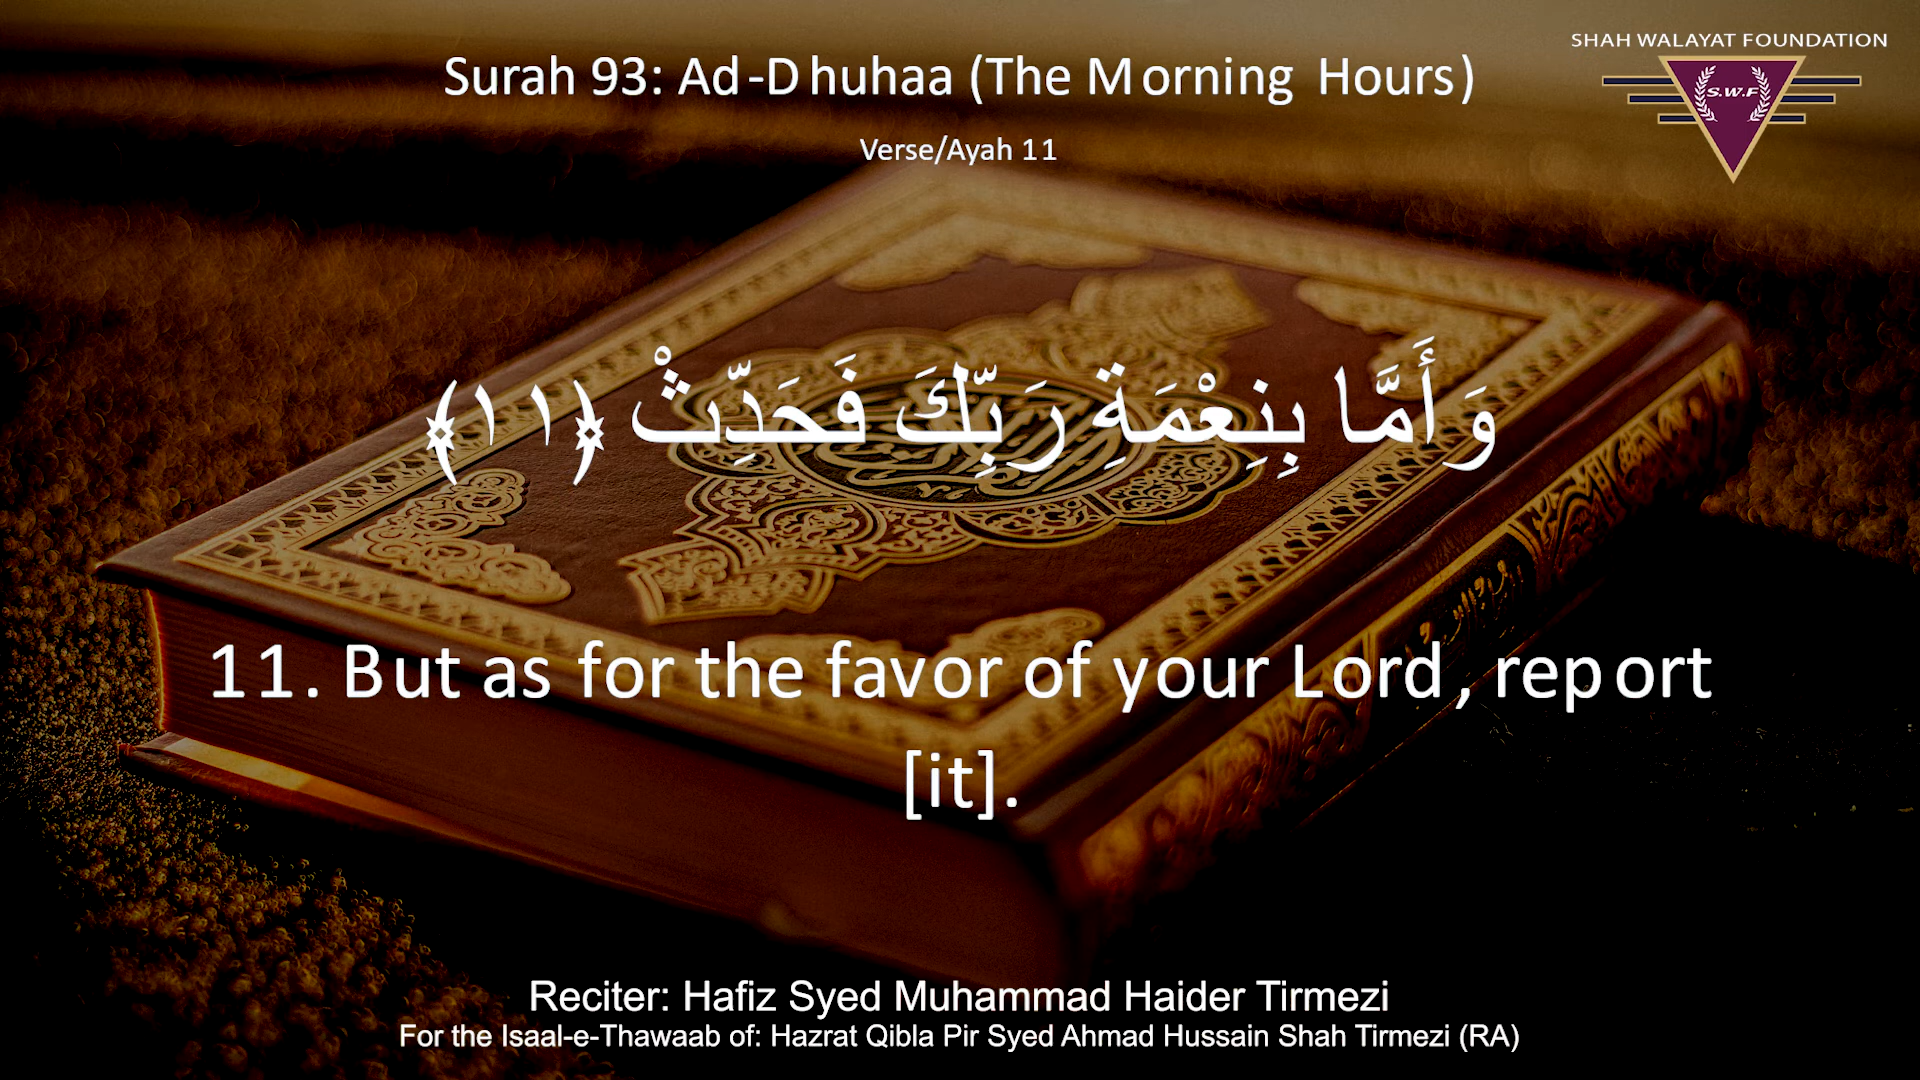 SHAH WALAYAT FOUNDATION
S.W.F
Surah 93: Ad-Dhuhaa (The Morning Hours)
Verse/Ayah 11
وَأَمَّا بِنِعْمَةِ رَبِّكَ فَحَدِّثْ ﴿١١﴾
11. But as for the favor of your Lord, report
[it].
Reciter: Hafiz Syed Muhammad Haider Tirmezi
For the Isaal-e-Thawaab of: Hazrat Qibla Pir Syed Ahmad Hussain Shah Tirmezi (RA)